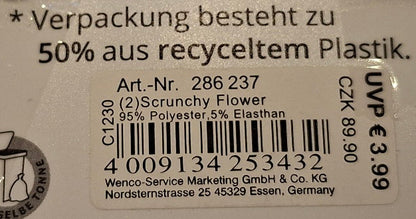 * Verpackung besteht zu
50% aus recyceltem Plastik.
Art.-Nr. 286 237
(2)Scrunchy Flower
95% Polyester,5% Elasthan
C1230
4 009134 253432
Wenco-Service Marketing GmbH & Co. KG
Nordsternstrasse 25 45329 Essen, Germany
UVP € 3.99
CZK 89.90
SELBE TONNE